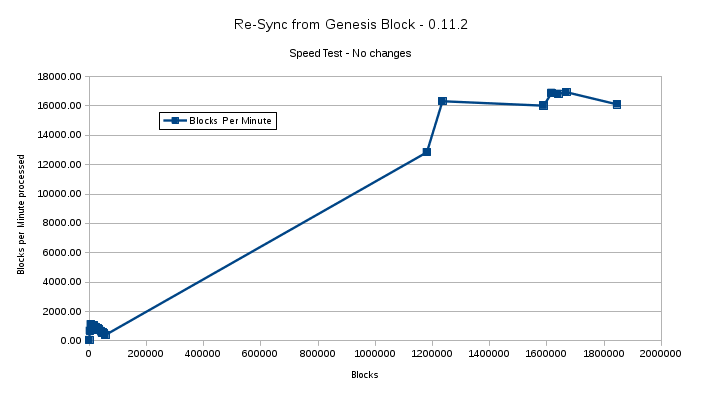 Re-Sync from Genesis Block - 0.11.2
Speed Test - No changes
18000.00
16000.00
14000.00
12000.00
10000.00
8000.00
6000.00
4000.00
2000.00
0.00
Blocks per Minute processed
Blocks Per Minute
0 200000 400000 600000 800000 1000000 1200000 1400000 1600000 1800000 2000000
Blocks